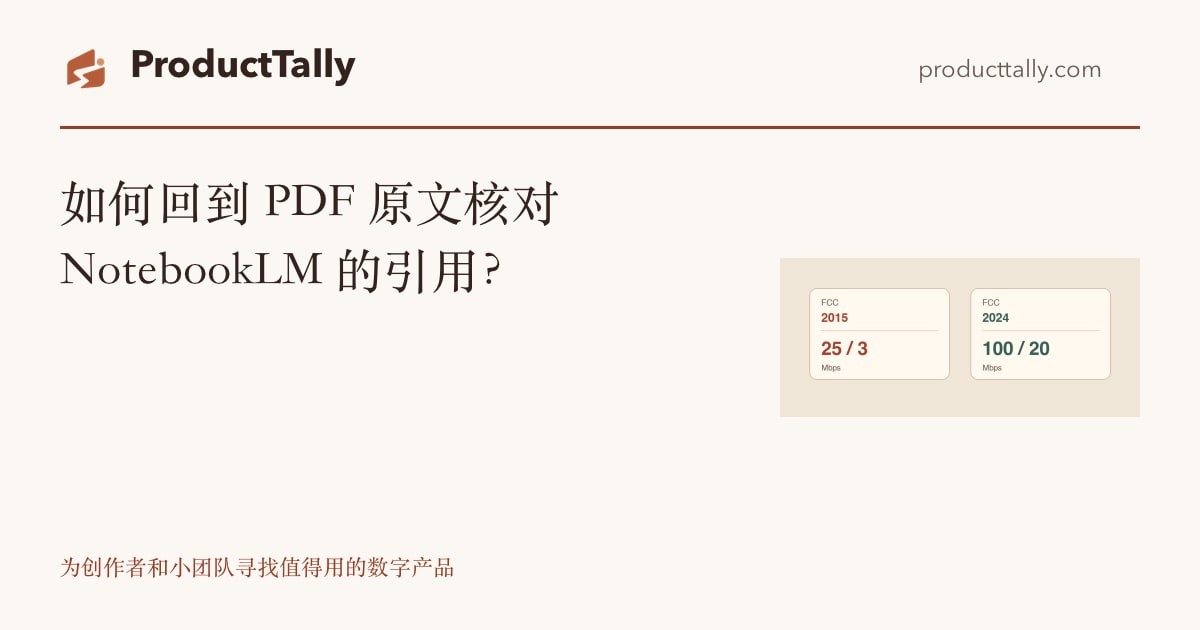 ProductTally
producttally.com
如何回到 PDF 原文核对
NotebookLM 的引用?
FCC
2015
25 / 3
Mbps
FCC
2024
100 / 20
Mbps
为创作者和小团队寻找值得用的数字产品